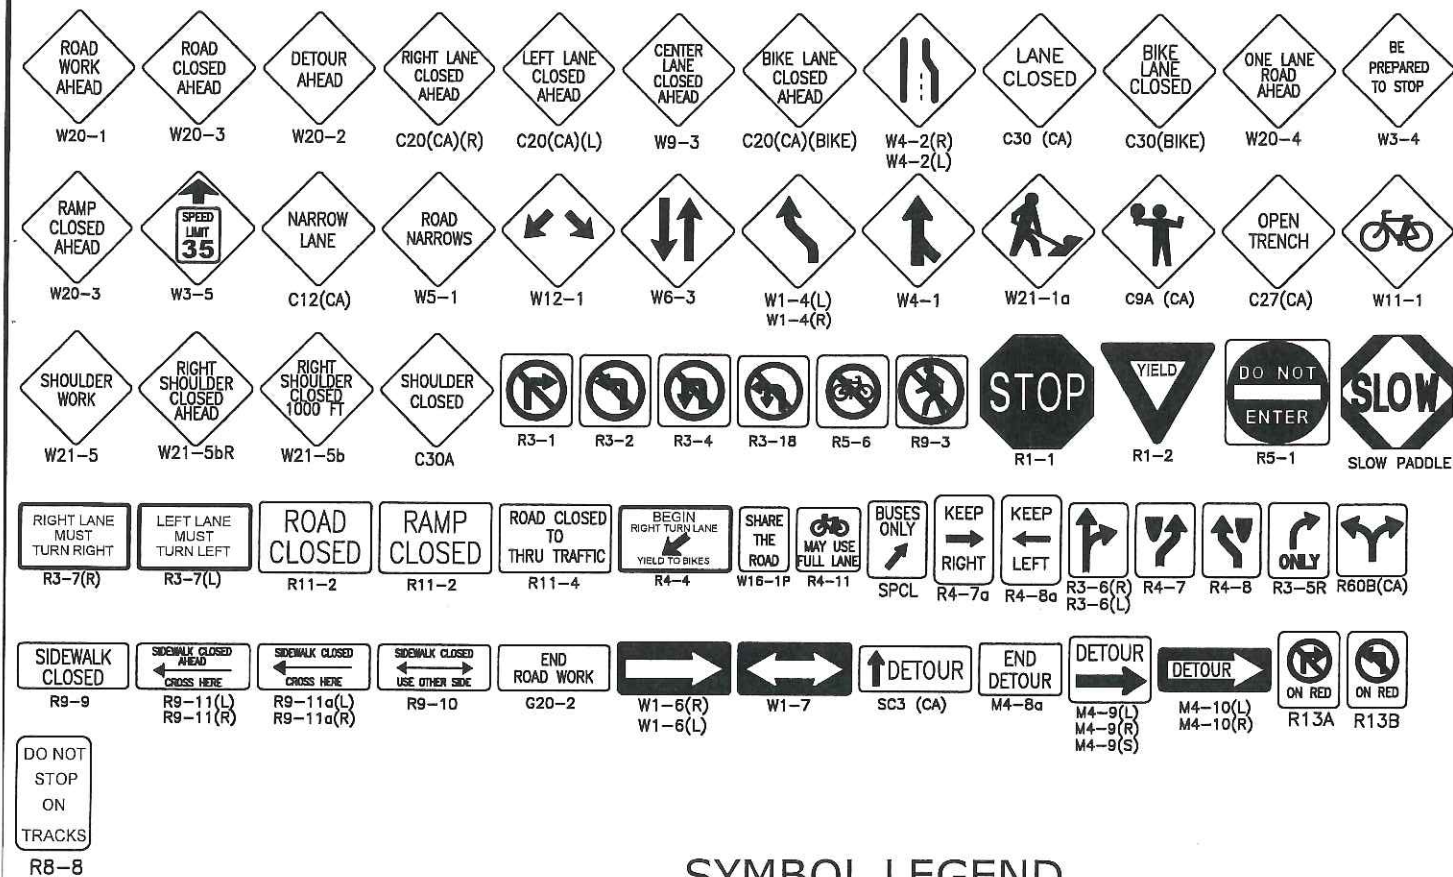 ROAD
WORK
AHEAD
W20-1
ROAD
CLOSED
AHEAD
W20-3
DETOUR
AHEAD
W20-2
RIGHT LANE
CLOSED
AHEAD
C20(CA)(R)
LEFT LANE
CLOSED
AHEAD
C20(CA)(L)
CENTER
LANE
CLOSED
AHEAD
W9-3
BIKE LANE
CLOSED
AHEAD
C20(CA)(BIKE)
W4-2(R)
W4-2(L)
LANE
CLOSED
C30 (CA)
BIKE
LANE
CLOSED
C30(BIKE)
ONE LANE
ROAD
AHEAD
W20-4
BE
PREPARED
TO STOP
W3-4
RAMP
CLOSED
AHEAD
W20-3
SPEED
LIMIT
35
W3-5
NARROW
LANE
C12(CA)
ROAD
NARROWS
W5-1
W12-1
W6-3
W1-4(L)
W1-4(R)
W4-1
W21-1a
C9A (CA)
OPEN
TRENCH
C27(CA)
W11-1
SHOULDER
WORK
W21-5
RIGHT
SHOULDER
CLOSED
AHEAD
W21-5bR
RIGHT
SHOULDER
CLOSED
1000 FT
W21-5b
SHOULDER
CLOSED
C30A
R3-1
R3-2
R3-4
R3-18
R5-6
R9-3
STOP
R1-1
YIELD
R1-2
DO NOT
ENTER
R5-1
SLOW
SLOW PADDLE
RIGHT LANE
MUST
TURN RIGHT
R3-7(R)
LEFT LANE
MUST
TURN LEFT
R3-7(L)
ROAD
CLOSED
R11-2
RAMP
CLOSED
R11-2
ROAD CLOSED
TO
THRU TRAFFIC
R11-4
BEGIN
RIGHT TURN LANE
YIELD TO BIKES
R4-4
SHARE
THE
ROAD
W16-1P
MAY USE
FULL LANE
R4-11
BUSES
ONLY
SPCL
KEEP
RIGHT
R4-7a
KEEP
LEFT
R4-8a
R3-6(R)
R3-6(L)
R4-7
R4-8
ONLY
R3-5R
R60B(CA)
SIDEWALK
CLOSED
R9-9
SIDEWALK CLOSED
AHEAD
CROSS HERE
R9-11(L)
R9-11(R)
SIDEWALK CLOSED
CROSS HERE
R9-11a(L)
R9-11a(R)
SIDEWALK CLOSED
USE OTHER SIDE
R9-10
END
ROAD WORK
G20-2
W1-6(R)
W1-6(L)
W1-7
DETOUR
SC3 (CA)
END
DETOUR
M4-8a
DETOUR
M4-9(L)
M4-9(R)
M4-9(S)
DETOUR
M4-10(L)
M4-10(R)
ON RED
R13A
ON RED
R13B
DO NOT
STOP
ON
TRACKS
R8-8
SYMBOL LEGEND